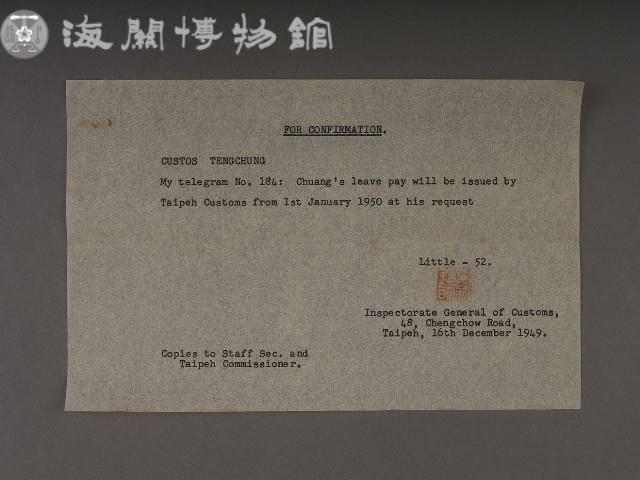 海關博物館
FOR CONFIRMATION.
CUSTOS TENGCHUNG
My telegram No. 184: Chuang's leave pay will be issued by
Taipeh Customs from 1st January 1950 at his request
Little - 52.
Inspectorate General of Customs,
48, Chengchow Road,
Taipeh, 16th December 1949.
Copies to Staff Sec. and
Taipeh Commissioner.